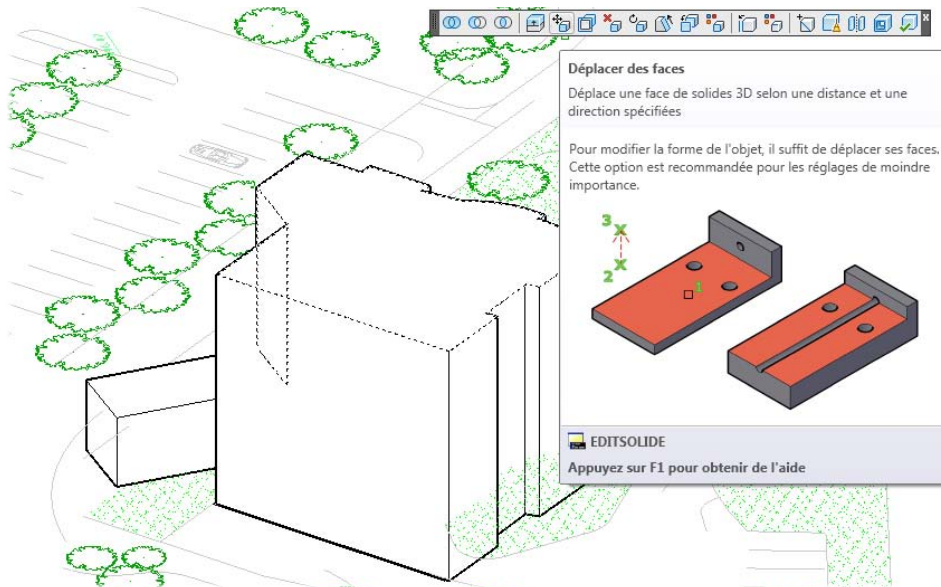 Déplacer des faces
Déplace une face de solides 3D selon une distance et une
direction spécifiées
Pour modifier la forme de l'objet, il suffit de déplacer ses faces.
Cette option est recommandée pour les réglages de moindre
importance.
3
2
1
EDITSOLIDE
Appuyez sur F1 pour obtenir de l'aide